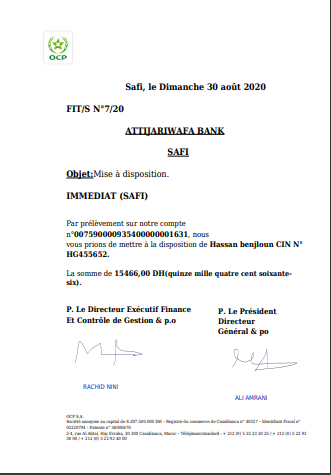 OCP
Safi, le Dimanche 30 août 2020
FIT/S N°7/20
ATTIJARIWAFA BANK
SAFI
Objet:Mise à disposition.
IMMEDIAT (SAFI)
Par prélèvement sur notre compte
n°007590000935400000001631, nous
vous prions de mettre à la disposition de Hassan benjloun CIN N°
HG455652.
La somme de 15466,00 DH(quinze mille quatre cent soixante-
six).
P. Le Directeur Exécutif Finance
Et Contrôle de Gestion & p.o
P. Le Président
Directeur
Général & po
RACHID NINI
ALI AMRANI
OCP S.A.
Société anonyme au capital de 8.287.500.000 DH - Registre du commerce de Casablanca n° 40327 - Identifiant Fiscal n°
02220794 - Patente n° 36000670
2-4, rue Al Abtal, Hay Erraha, 20 200 Casablanca, Maroc - Téléphone/standard : + 212 (0) 5 22 23 20 25 / + 212 (0) 5 22 92
30 00 / + 212 (0) 5 22 92 40 00